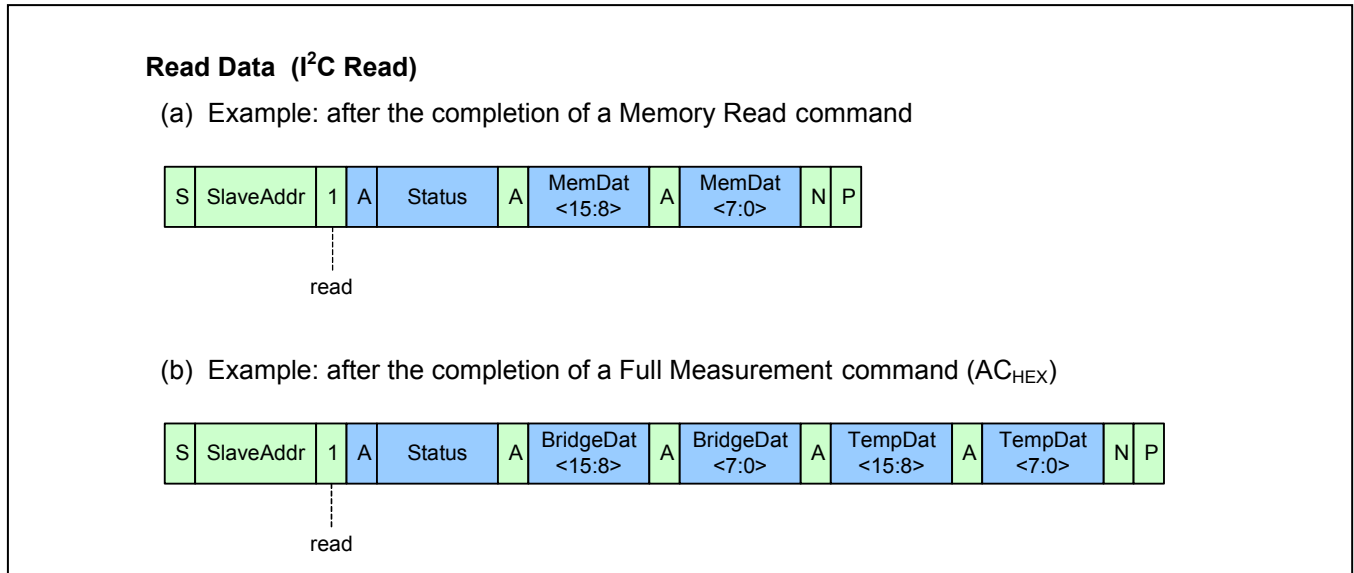 Read Data (I²C Read)
(a) Example: after the completion of a Memory Read command
S SlaveAddr 1 A Status A MemDat <15:8> A MemDat <7:0> N P
read
(b) Example: after the completion of a Full Measurement command (ACHEX)
S SlaveAddr 1 A Status A BridgeDat <15:8> A BridgeDat <7:0> A TempDat <15:8> A TempDat <7:0> N P
read